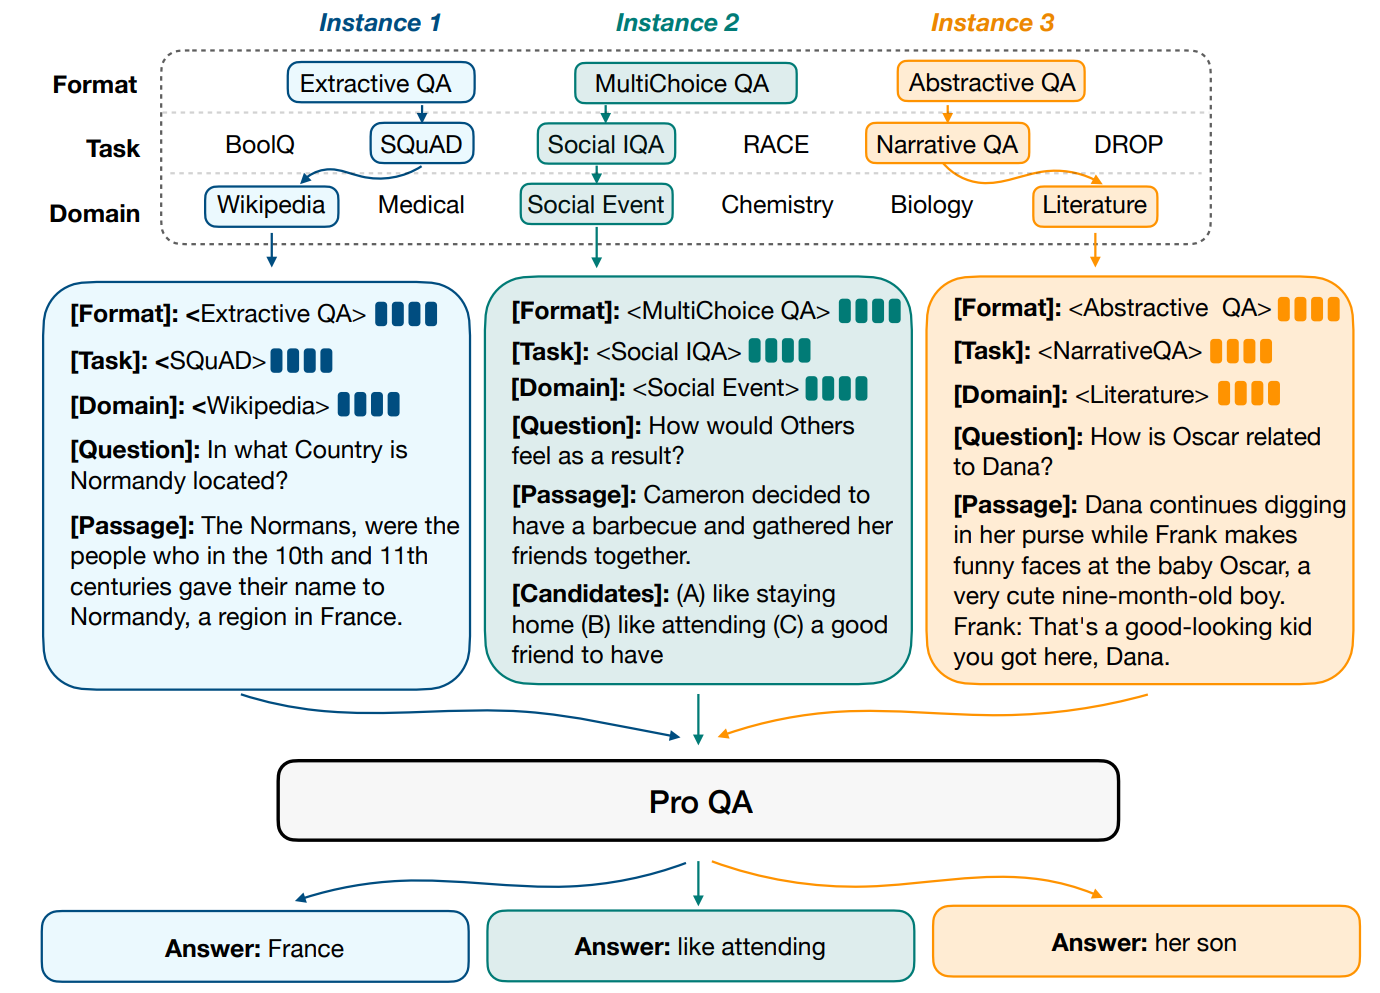 Instance 1 Instance 2 Instance 3
Format Extractive QA MultiChoice QA Abstractive QA
Task BoolQ SQuAD Social IQA RACE Narrative QA DROP
Domain Wikipedia Medical Social Event Chemistry Biology Literature
[Format]: <Extractive QA>
[Task]: <SQuAD>
[Domain]: <Wikipedia>
[Question]: In what Country is
Normandy located?
[Passage]: The Normans, were the
people who in the 10th and 11th
centuries gave their name to
Normandy, a region in France.
[Format]: <MultiChoice QA>
[Task]: <Social IQA>
[Domain]: <Social Event>
[Question]: How would Others
feel as a result?
[Passage]: Cameron decided to
have a barbecue and gathered her
friends together.
[Candidates]: (A) like staying
home (B) like attending (C) a good
friend to have
[Format]: <Abstractive QA>
[Task]: <NarrativeQA>
[Domain]: <Literature>
[Question]: How is Oscar related
to Dana?
[Passage]: Dana continues digging
in her purse while Frank makes
funny faces at the baby Oscar, a
very cute nine-month-old boy.
Frank: That's a good-looking kid
you got here, Dana.
Pro QA
Answer: France
Answer: like attending
Answer: her son